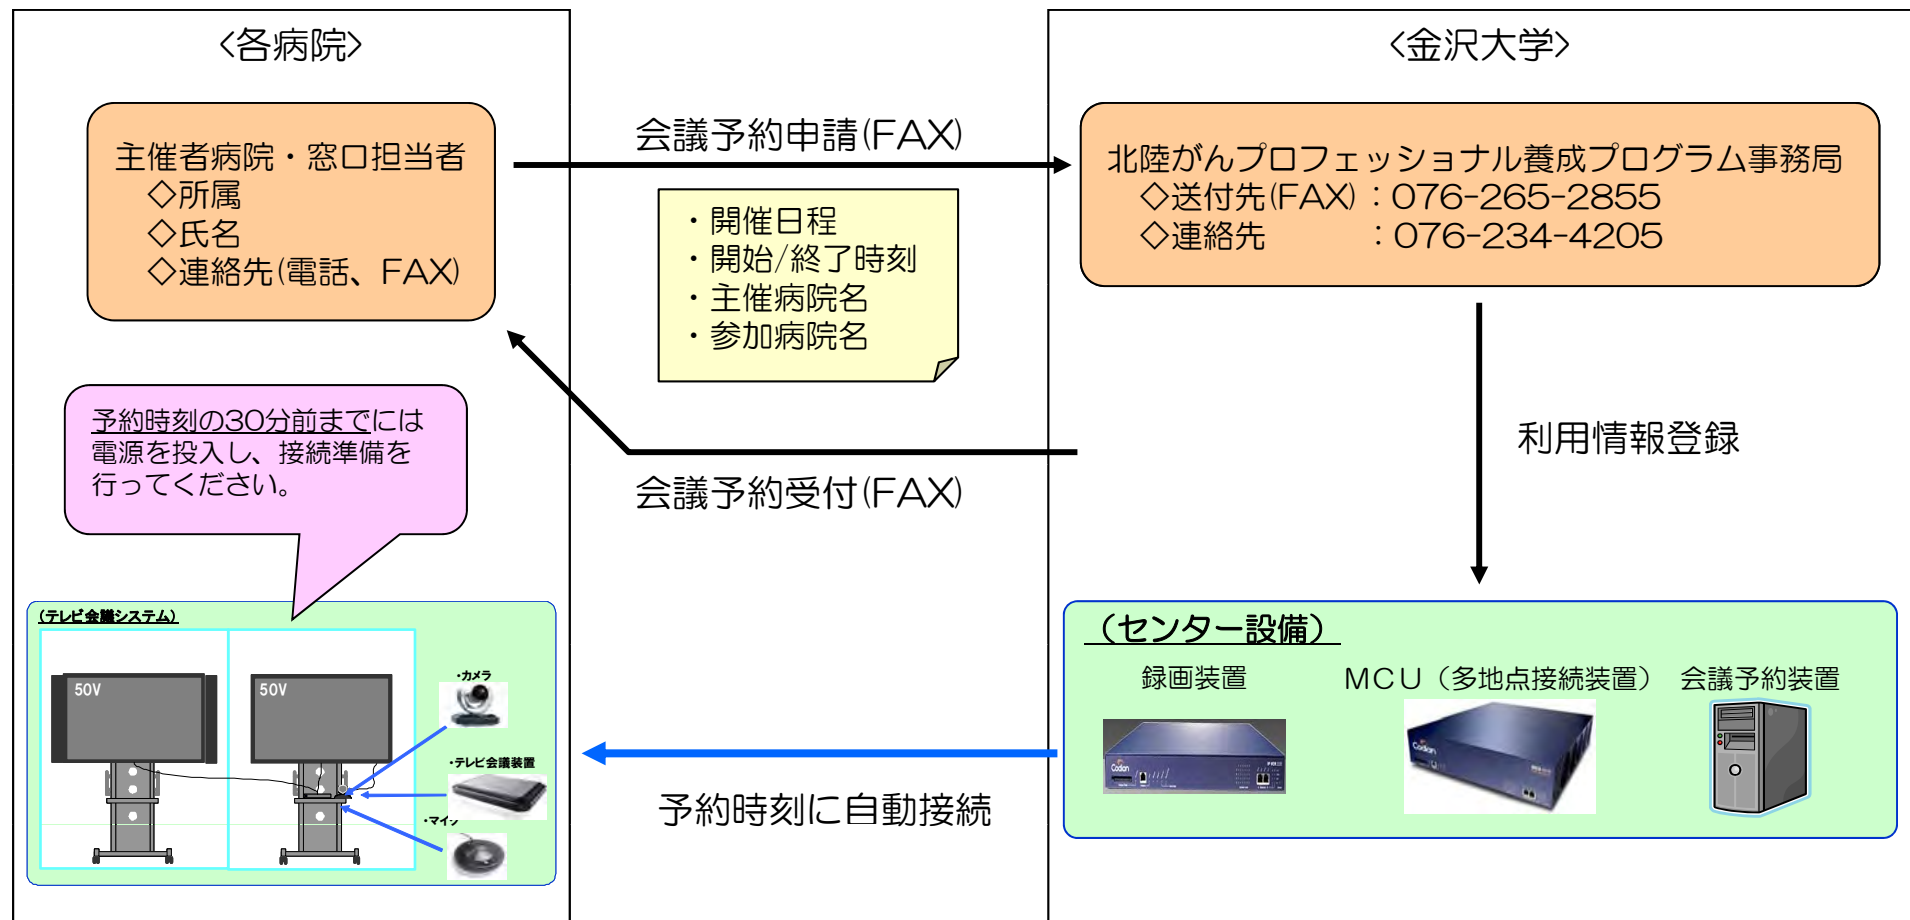 <各病院>
主催者病院・窓口担当者
◇所属
◇氏名
◇連絡先(電話、FAX)
予約時刻の30分前までには
電源を投入し、接続準備を
行ってください。
(テレビ会議システム)
50V
50V
・カメラ
・テレビ会議装置
・マイク
会議予約申請(FAX)
・開催日程
・開始/終了時刻
・主催病院名
・参加病院名
会議予約受付(FAX)
予約時刻に自動接続
<金沢大学>
北陸がんプロフェッショナル養成プログラム事務局
◇送付先(FAX):076-265-2855
◇連絡先　　　:076-234-4205
利用情報登録
（センター設備）
録画装置
MCU（多地点接続装置）
会議予約装置
Codian
Codian